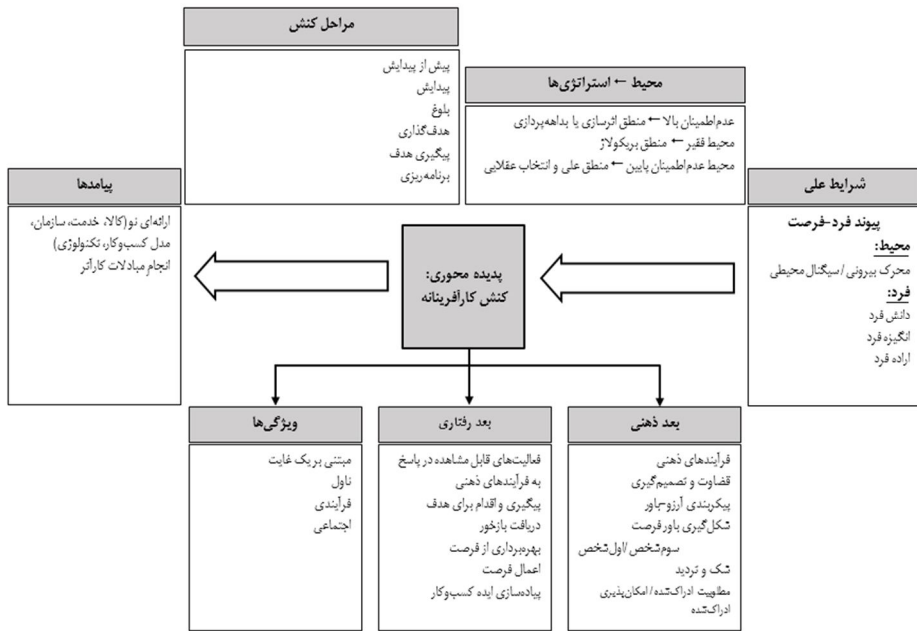 مراحل کنش
پیش از پیدایش
پیدایش
بلوغ
هدف‌گذاری
پیگیری هدف
برنامه‌ریزی
محیط ← استراتژی‌ها
عدم‌اطمینان بالا ← منطق اثرسازی یا بداهه‌پردازی
محیط فقیر ← منطق بریکولاژ
محیط عدم‌اطمینان پایین ← منطق علی و انتخاب عقلایی
شرایط علی
پیوند فرد-فرصت
محیط:
محرک بیرونی/سیگنال محیطی
فرد:
دانش فرد
انگیزه فرد
اراده فرد
پدیده محوری:
کنش کارآفرینانه
پیامدها
ارائه‌ای نو(کالا، خدمت، سازمان،
مدل کسب‌وکار، تکنولوژی)
انجام مبادلات کارآتر
بعد ذهنی
فرآیندهای ذهنی
قضاوت و تصمیم‌گیری
پیکربندی آرزو-باور
شکل‌گیری باور فرصت
سوم‌شخص/اول‌شخص
شک و تردید
مطلوبیت ادراک‌شده/امکان‌پذیری
ادراک‌شده
بعد رفتاری
فعالیت‌های قابل مشاهده در پاسخ
به فرآیندهای ذهنی
پیگیری و اقدام برای هدف
دریافت بازخور
بهره‌برداری از فرصت
اعمال فرصت
پیاده‌سازی ایده کسب‌وکار
ویژگی‌ها
مبتنی بر یک غایت
ناول
فرآیندی
اجتماعی